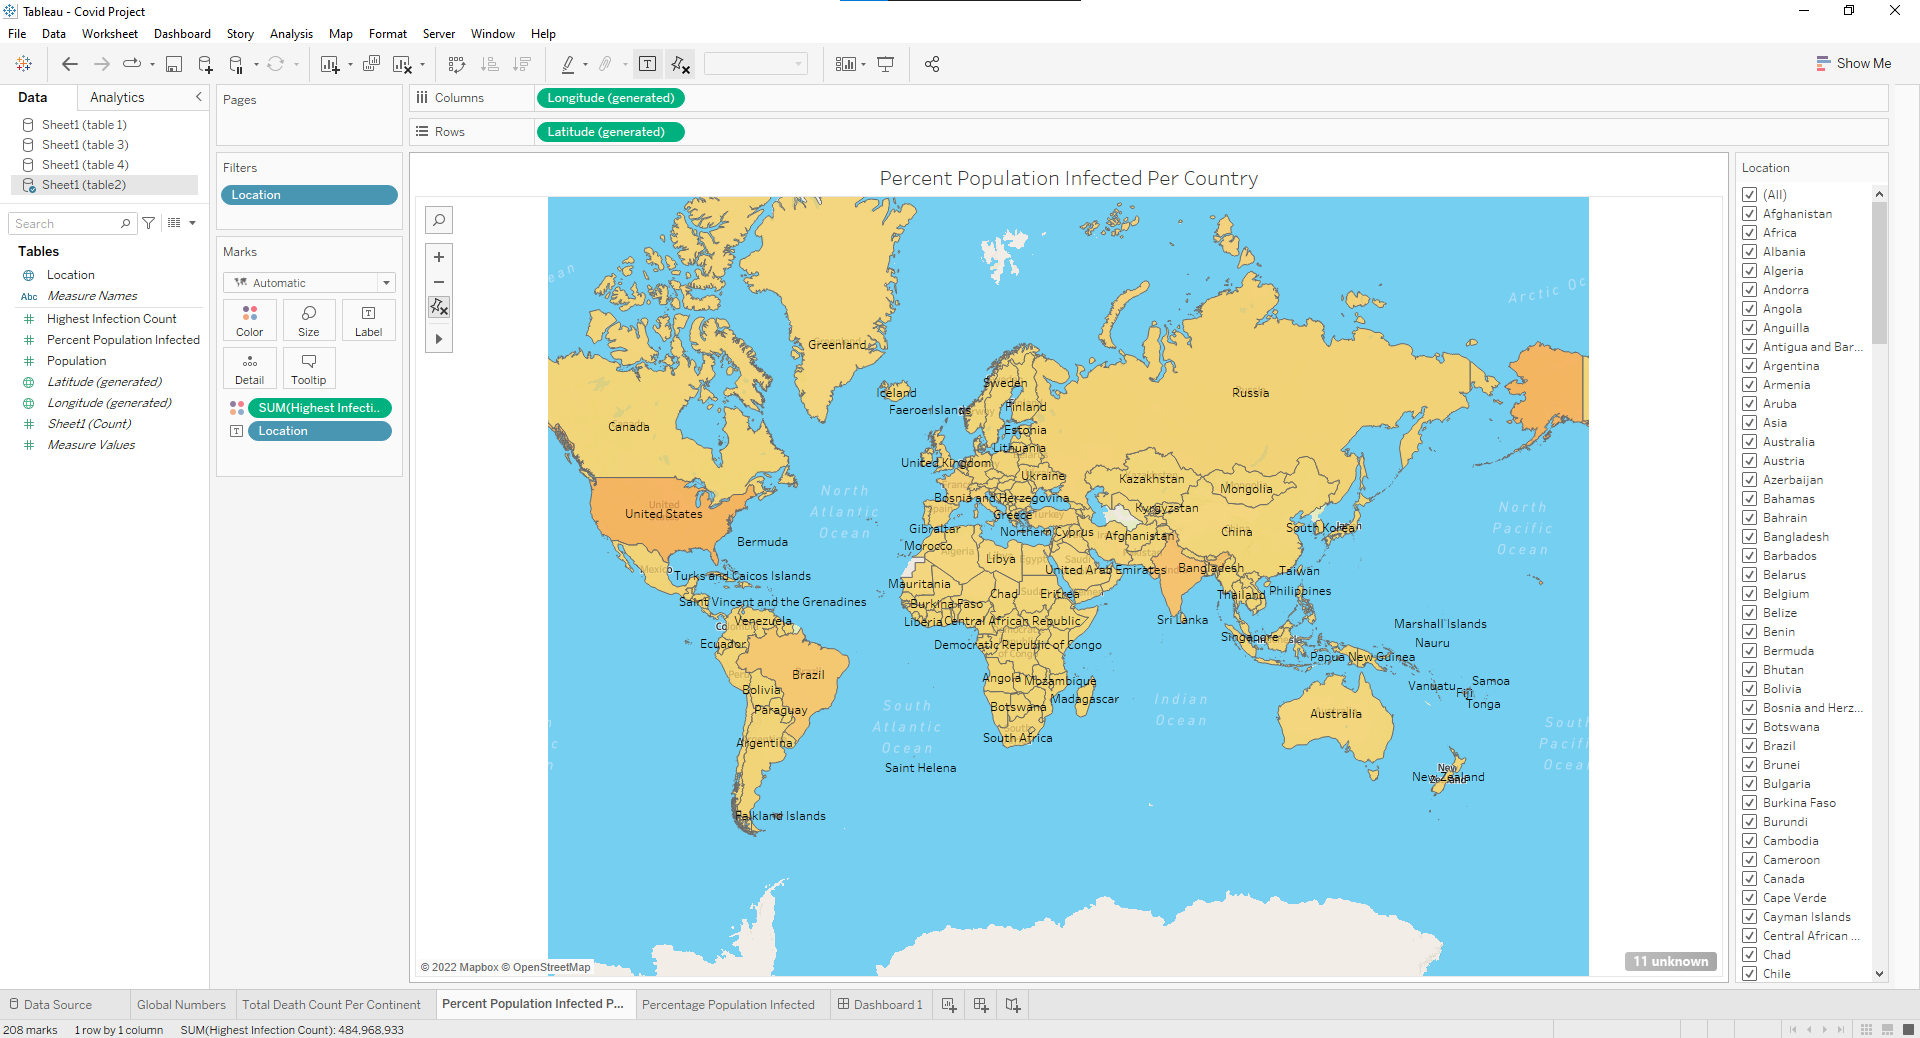 Tableau - Covid Project
File Data Worksheet Dashboard Story Analysis Map Format Server Window Help
Show Me
Data Analytics
Sheet1 (table 1)
Sheet1 (table 3)
Sheet1 (table 4)
Sheet1 (table2)
Search
Tables
Location
Abc Measure Names
Highest Infection Count
Percent Population Infected
Population
Latitude (generated)
Longitude (generated)
Sheet1 (Count)
Measure Values
Pages
Filters
Location
Marks
Automatic
Color Size Label
Detail Tooltip
SUM(Highest Infecti..
Location
Columns Longitude (generated)
Rows Latitude (generated)
Percent Population Infected Per Country
Arctic Oc
Greenland
Iceland
Sweden
Russia
Faeroe Islands
Finland
Canada
Estonia
Lithuania
United Kingdom
Ukraine
Kazakhstan
Mongolia
North
Atlantic
Ocean
Bosnia and Herzegovina
Kyrgyzstan
United States
Greece
North
Pacific
Ocean
Gibraltar
Northern Cyprus
Afghanistan
China
South Korea
Bermuda
Morocco
Libya
United Arab Emirates
Bangladesh
Taiwan
Mexico
Turks and Caicos Islands
Mauritania
Chad
Eritrea
Thailand
Philippines
Saint Vincent and the Grenadines
Burkina Faso
Venezuela
Liberia
Central African Republic
Sri Lanka
Marshall Islands
Ecuador
Democratic Republic of Congo
Singapore
Nauru
Papua New Guinea
Brazil
Angola
Mozambique
Bolivia
Madagascar
Vanuatu
Samoa
Fiji
Tonga
Paraguay
Botswana
Indian
Ocean
Australia
South
Atlantic
Ocean
Argentina
South Africa
South
Pacifi
Ocea
Saint Helena
New Zealand
Falkland Islands
© 2022 Mapbox © OpenStreetMap
11 unknown
Location
(All)
Afghanistan
Africa
Albania
Algeria
Andorra
Angola
Anguilla
Antigua and Bar...
Argentina
Armenia
Aruba
Asia
Australia
Austria
Azerbaijan
Bahamas
Bahrain
Bangladesh
Barbados
Belarus
Belgium
Belize
Benin
Bermuda
Bhutan
Bolivia
Bosnia and Herz...
Botswana
Brazil
Brunei
Bulgaria
Burkina Faso
Burundi
Cambodia
Cameroon
Canada
Cape Verde
Cayman Islands
Central African ...
Chad
Chile
Data Source Global Numbers Total Death Count Per Continent Percent Population Infected P... Percentage Population Infected Dashboard 1
208 marks 1 row by 1 column SUM(Highest Infection Count): 484,968,933